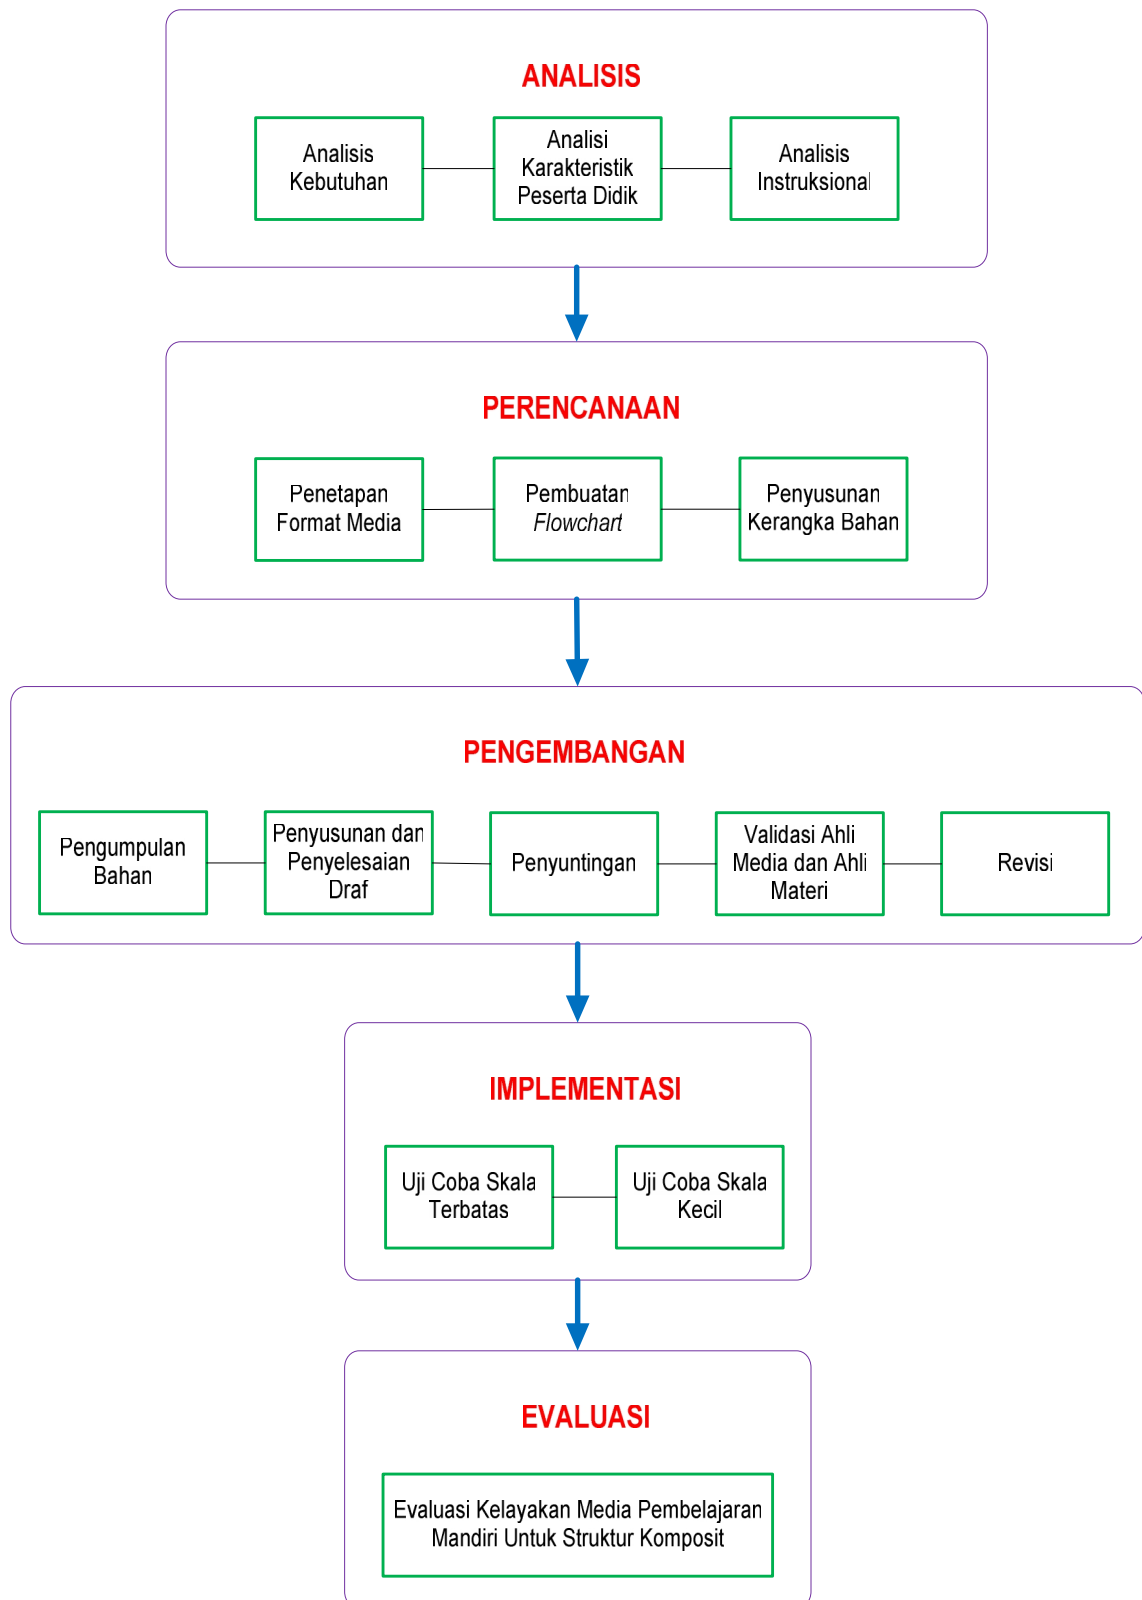 ANALISIS
Analisis
Kebutuhan
Analisi
Karakteristik
Peserta Didik
Analisis
Instruksional
PERENCANAAN
Penetapan
Format Media
Pembuatan
Flowchart
Penyusunan
Kerangka Bahan
PENGEMBANGAN
Pengumpulan
Bahan
Penyusunan dan
Penyelesaian
Draf
Penyuntingan
Validasi Ahli
Media dan Ahli
Materi
Revisi
IMPLEMENTASI
Uji Coba Skala
Terbatas
Uji Coba Skala
Kecil
EVALUASI
Evaluasi Kelayakan Media Pembelajaran
Mandiri Untuk Struktur Komposit